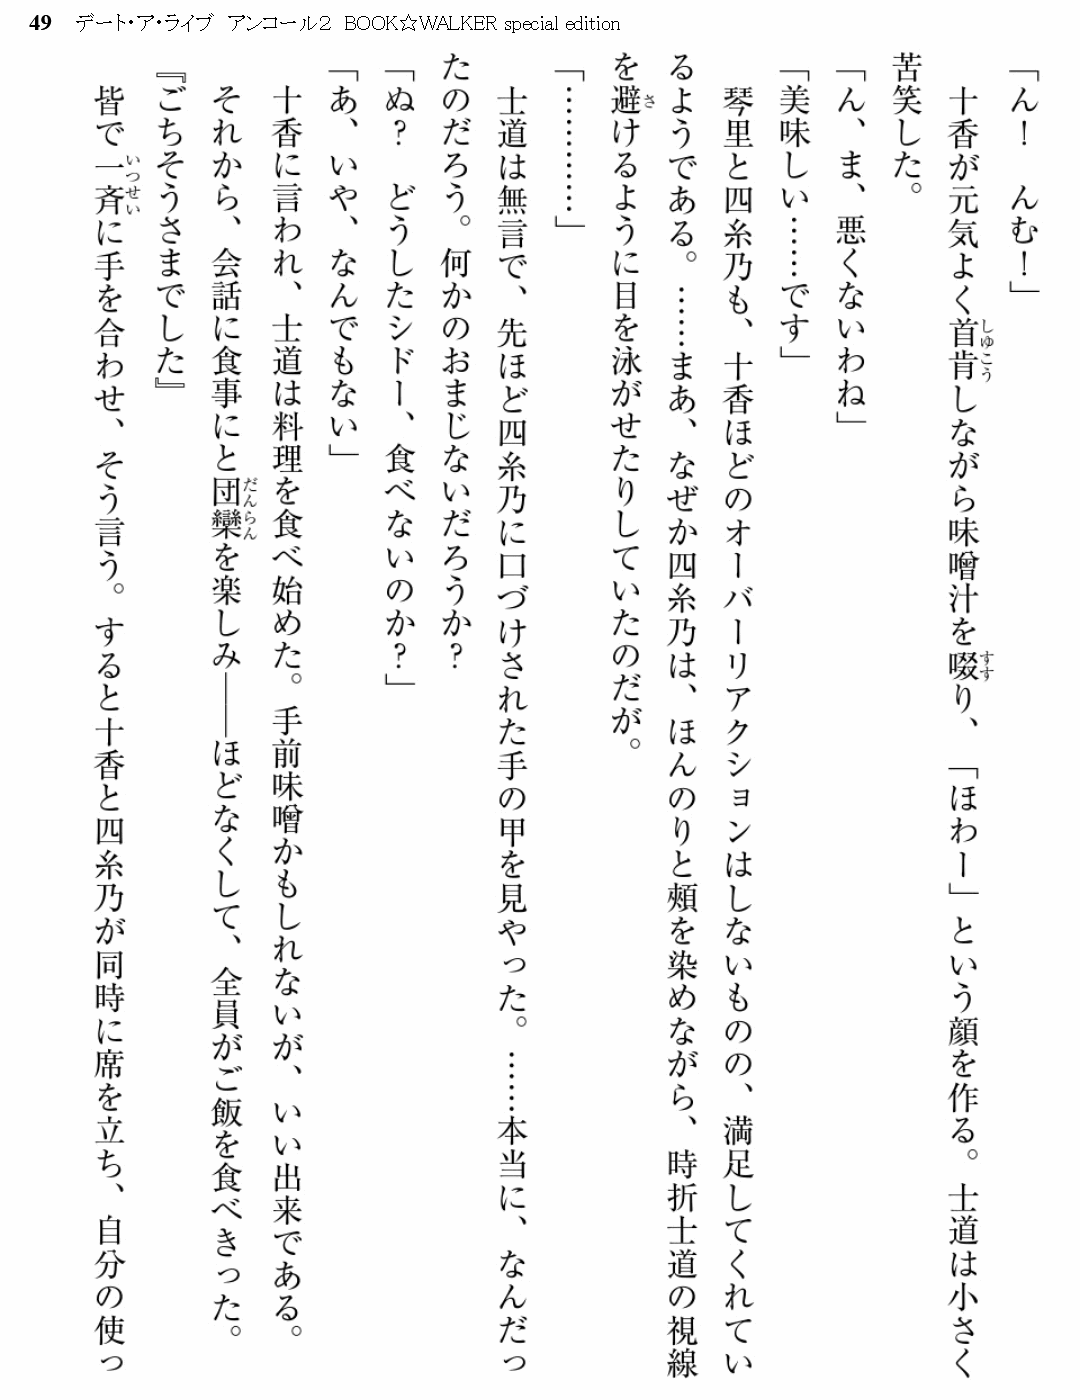 49 デート・ア・ライブ アンコール2 BOOK☆WALKER special edition
「ん！　んむ！」
　十香が元気よく首肯しながら味噌汁を啜り、「ほわー」という顔を作る。士道は小さく
苦笑した。
「ん、ま、悪くないわね」
「美味しい……です」
　琴里と四糸乃も、十香ほどのオーバーリアクションはしないものの、満足してくれてい
るようである。……まあ、なぜか四糸乃は、ほんのりと頰を染めながら、時折士道の視線
を避けるように目を泳がせたりしていたのだが。
「…………」
　士道は無言で、先ほど四糸乃に口づけされた手の甲を見やった。……本当に、なんだっ
たのだろう。何かのおまじないだろうか？
「ぬ？　どうしたシドー、食べないのか？」
「あ、いや、なんでもない」
　十香に言われ、士道は料理を食べ始めた。手前味噌かもしれないが、いい出来である。
　それから、会話に食事にと団欒を楽しみ――ほどなくして、全員がご飯を食べきった。
『ごちそうさまでした』
　皆で一斉に手を合わせ、そう言う。すると十香と四糸乃が同時に席を立ち、自分の使っ